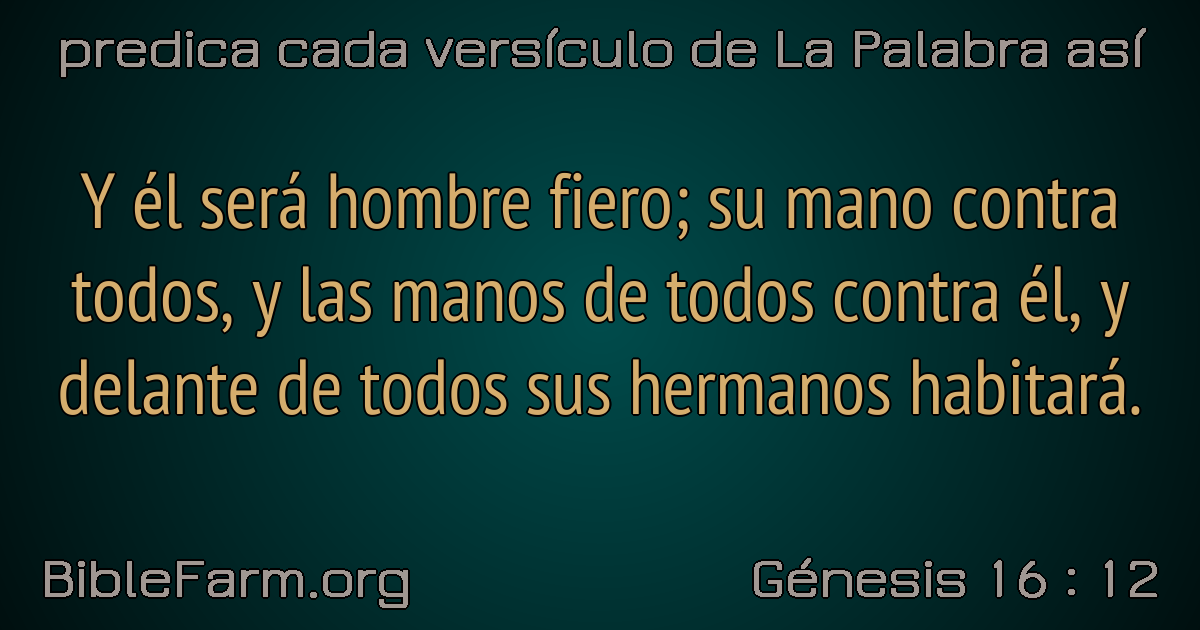 predica cada versículo de La Palabra así
Y él será hombre fiero; su mano contra
todos, y las manos de todos contra él, y
delante de todos sus hermanos habitará.
BibleFarm.org
Génesis 16 : 12